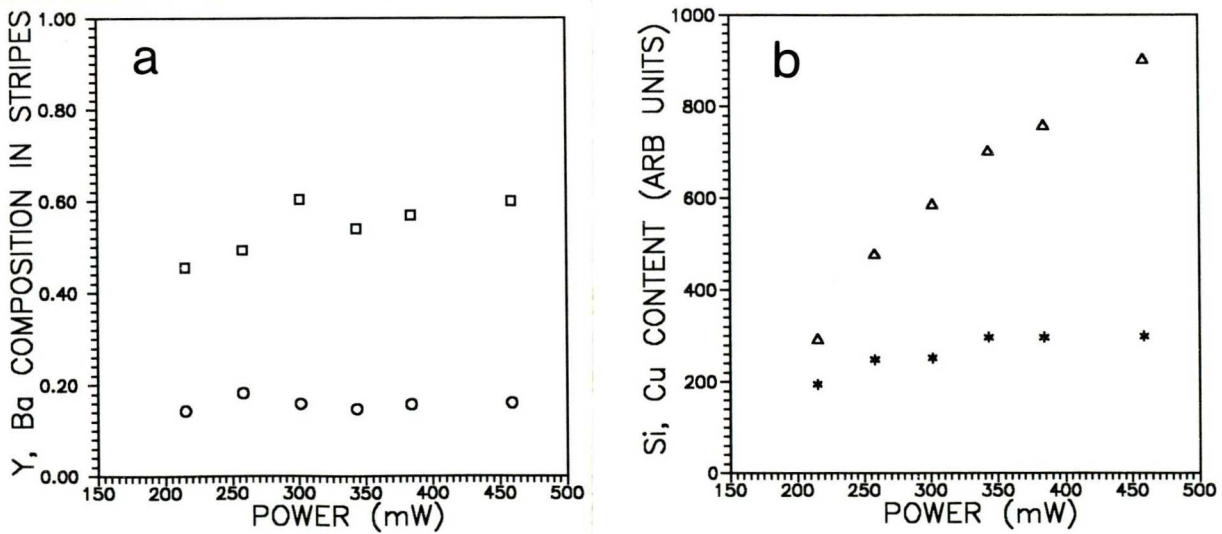 a
Y, Ba COMPOSITION IN STRIPES
1.00
0.80
0.60
0.40
0.20
0.00
150 200 250 300 350 400 450 500
POWER (mW)
b
Si, Cu CONTENT (ARB UNITS)
1000
800
600
400
200
0
150 200 250 300 350 400 450 500
POWER (mW)